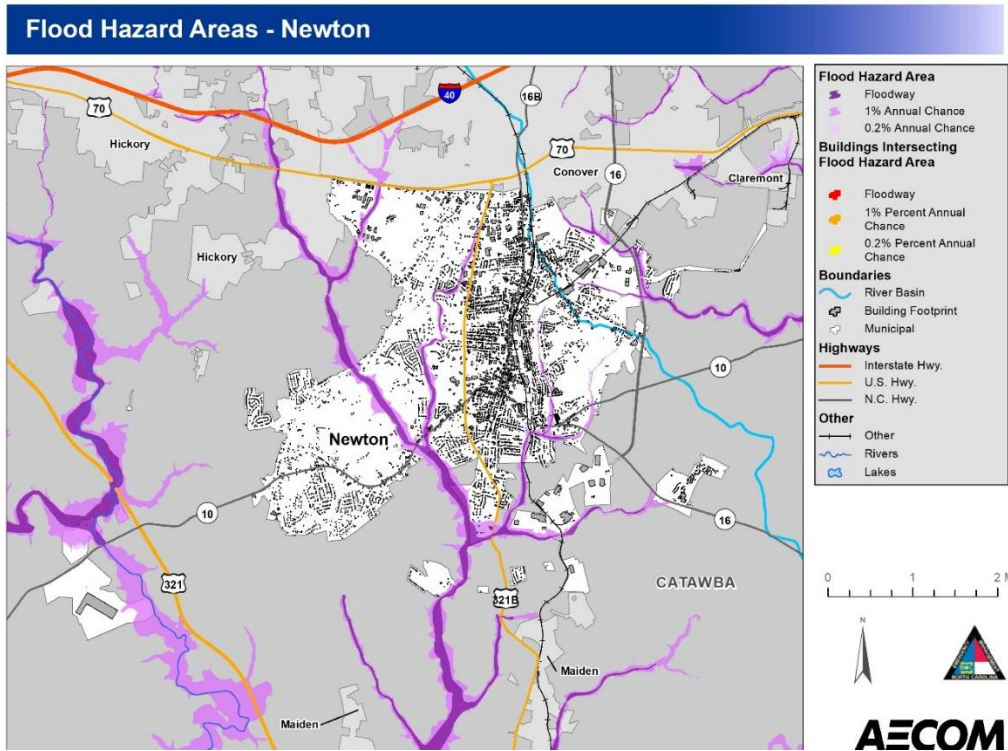 Flood Hazard Areas - Newton
40
16B
70
Hickory
70
Conover
16
Claremont
Hickory
10
Newton
10
16
321
CATAWBA
321B
Maiden
Maiden
Flood Hazard Area
Floodway
1% Annual Chance
0.2% Annual Chance
Buildings Intersecting
Flood Hazard Area
Floodway
1% Percent Annual
Chance
0.2% Percent Annual
Chance
Boundaries
River Basin
Building Footprint
Municipal
Highways
Interstate Hwy.
U.S. Hwy.
N.C. Hwy.
Other
Other
Rivers
Lakes
0 1 2 M
N
NORTH CAROLINA
AECOM